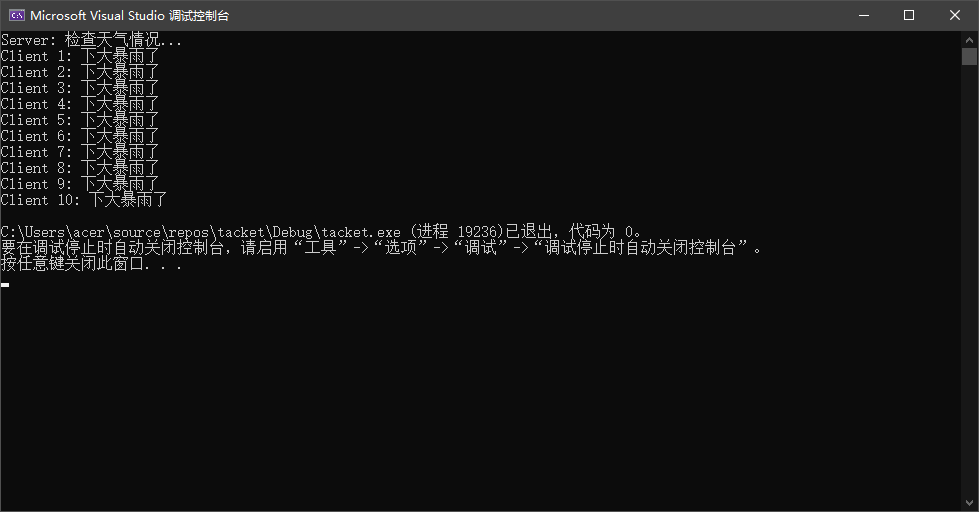 Microsoft Visual Studio 调试控制台
Server: 检查天气情况...
Client 1: 下大暴雨了
Client 2: 下大暴雨了
Client 3: 下大暴雨了
Client 4: 下大暴雨了
Client 5: 下大暴雨了
Client 6: 下大暴雨了
Client 7: 下大暴雨了
Client 8: 下大暴雨了
Client 9: 下大暴雨了
Client 10: 下大暴雨了
C:\Users\acer\source\repos\tacket\Debug\tacket.exe (进程 19236)已退出，代码为 0。
要在调试停止时自动关闭控制台，请启用“工具”->“选项”->“调试”->“调试停止时自动关闭控制台”。
按任意键关闭此窗口. . .